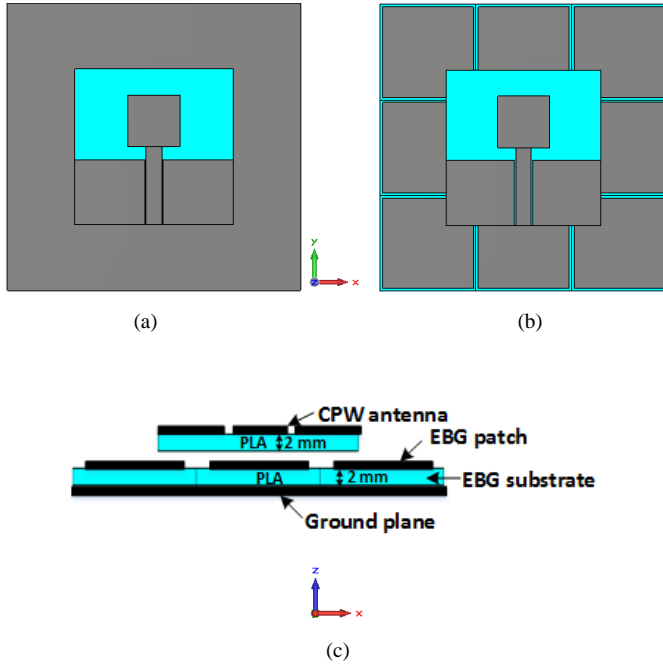 y
z x
(a)
(b)
CPW antenna
PLA 2 mm
EBG patch
PLA 2 mm
EBG substrate
Ground plane
z
x
(c)